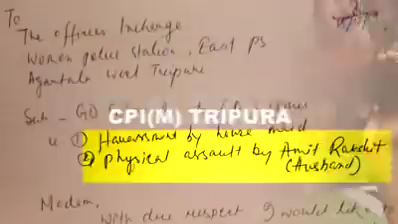 To
The officer Incharge
Women police station, East PS
Agartala west Tripura
Sub - GD
CPI(M) TRIPURA
① Harassment by house
② Physical assault by Amit Rakshit
(Husband)
Madam,
With due respect I would like